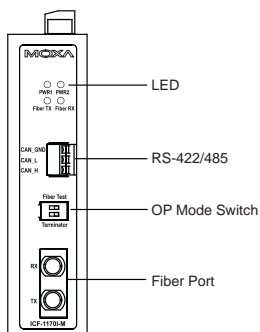 MOXA
LED
PWR1 PWR2
Fiber TX Fiber RX
CAN_GND
CAN_L
CAN_H
RS-422/485
Fiber Test
OP Mode Switch
Terminator
RX
Fiber Port
TX
ICF-1170I-M